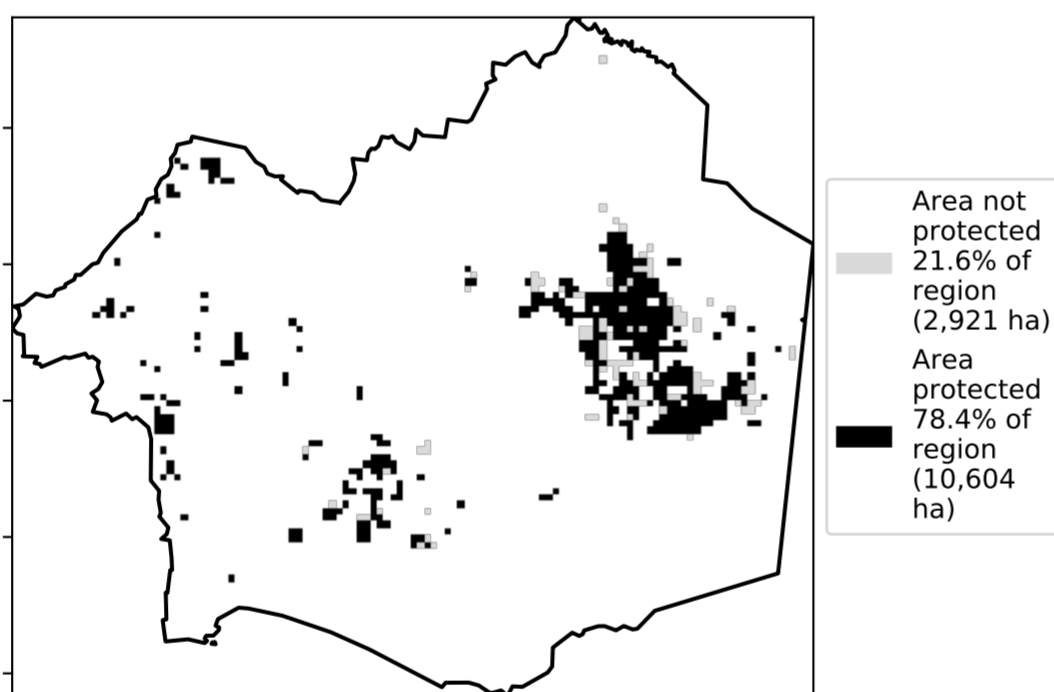 Area not
protected
21.6% of
region
(2,921 ha)
Area
protected
78.4% of
region
(10,604
ha)